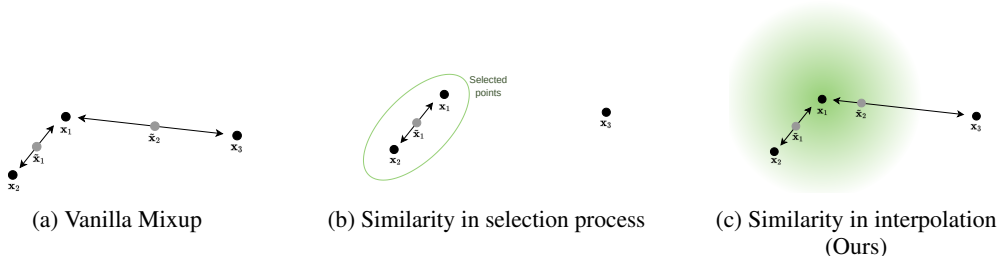 x₁
x̃₁
x₂
x̃₂
x₃
(a) Vanilla Mixup
Selected
points
x₁
x̃₁
x₂
x₃
(b) Similarity in selection process
x₁
x̃₁
x₂
x̃₂
x₃
(c) Similarity in interpolation
(Ours)